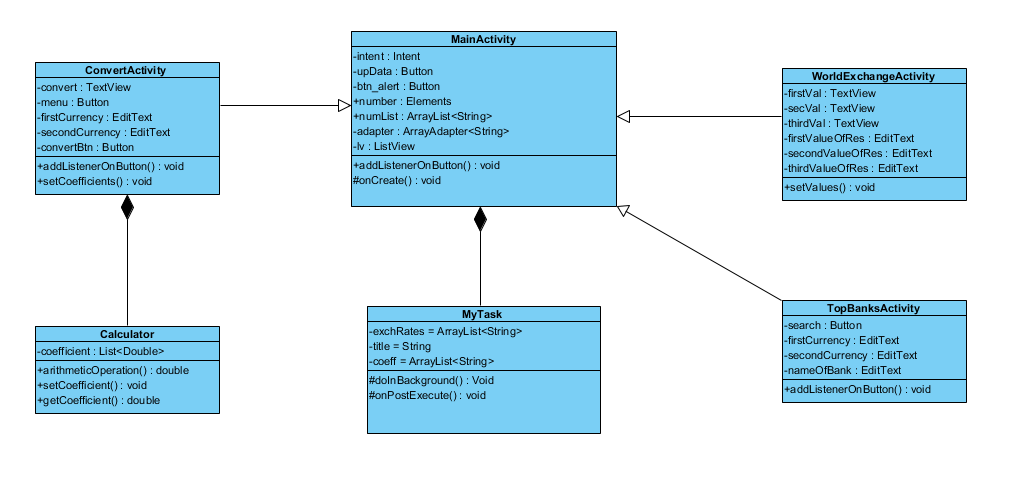 ConvertActivity
-convert : TextView
-menu : Button
-firstCurrency : EditText
-secondCurrency : EditText
-convertBtn : Button
+addListenerOnButton() : void
+setCoefficients() : void
MainActivity
-intent : Intent
-upData : Button
-btn_alert : Button
+number : Elements
+numList : ArrayList<String>
-adapter : ArrayAdapter<String>
-lv : ListView
+addListenerOnButton() : void
#onCreate() : void
WorldExchangeActivity
-firstVal : TextView
-secVal : TextView
-thirdVal : TextView
-firstValueOfRes : EditText
-secondValueOfRes : EditText
-thirdValueOfRes : EditText
+setValues() : void
Calculator
-coefficient : List<Double>
+arithmeticOperation() : double
+setCoefficient() : void
+getCoefficient() : double
MyTask
-exchRates = ArrayList<String>
-title = String
-coeff = ArrayList<String>
#doInBackground() : Void
#onPostExecute() : void
TopBanksActivity
-search : Button
-firstCurrency : EditText
-secondCurrency : EditText
-nameOfBank : EditText
+addListenerOnButton() : void